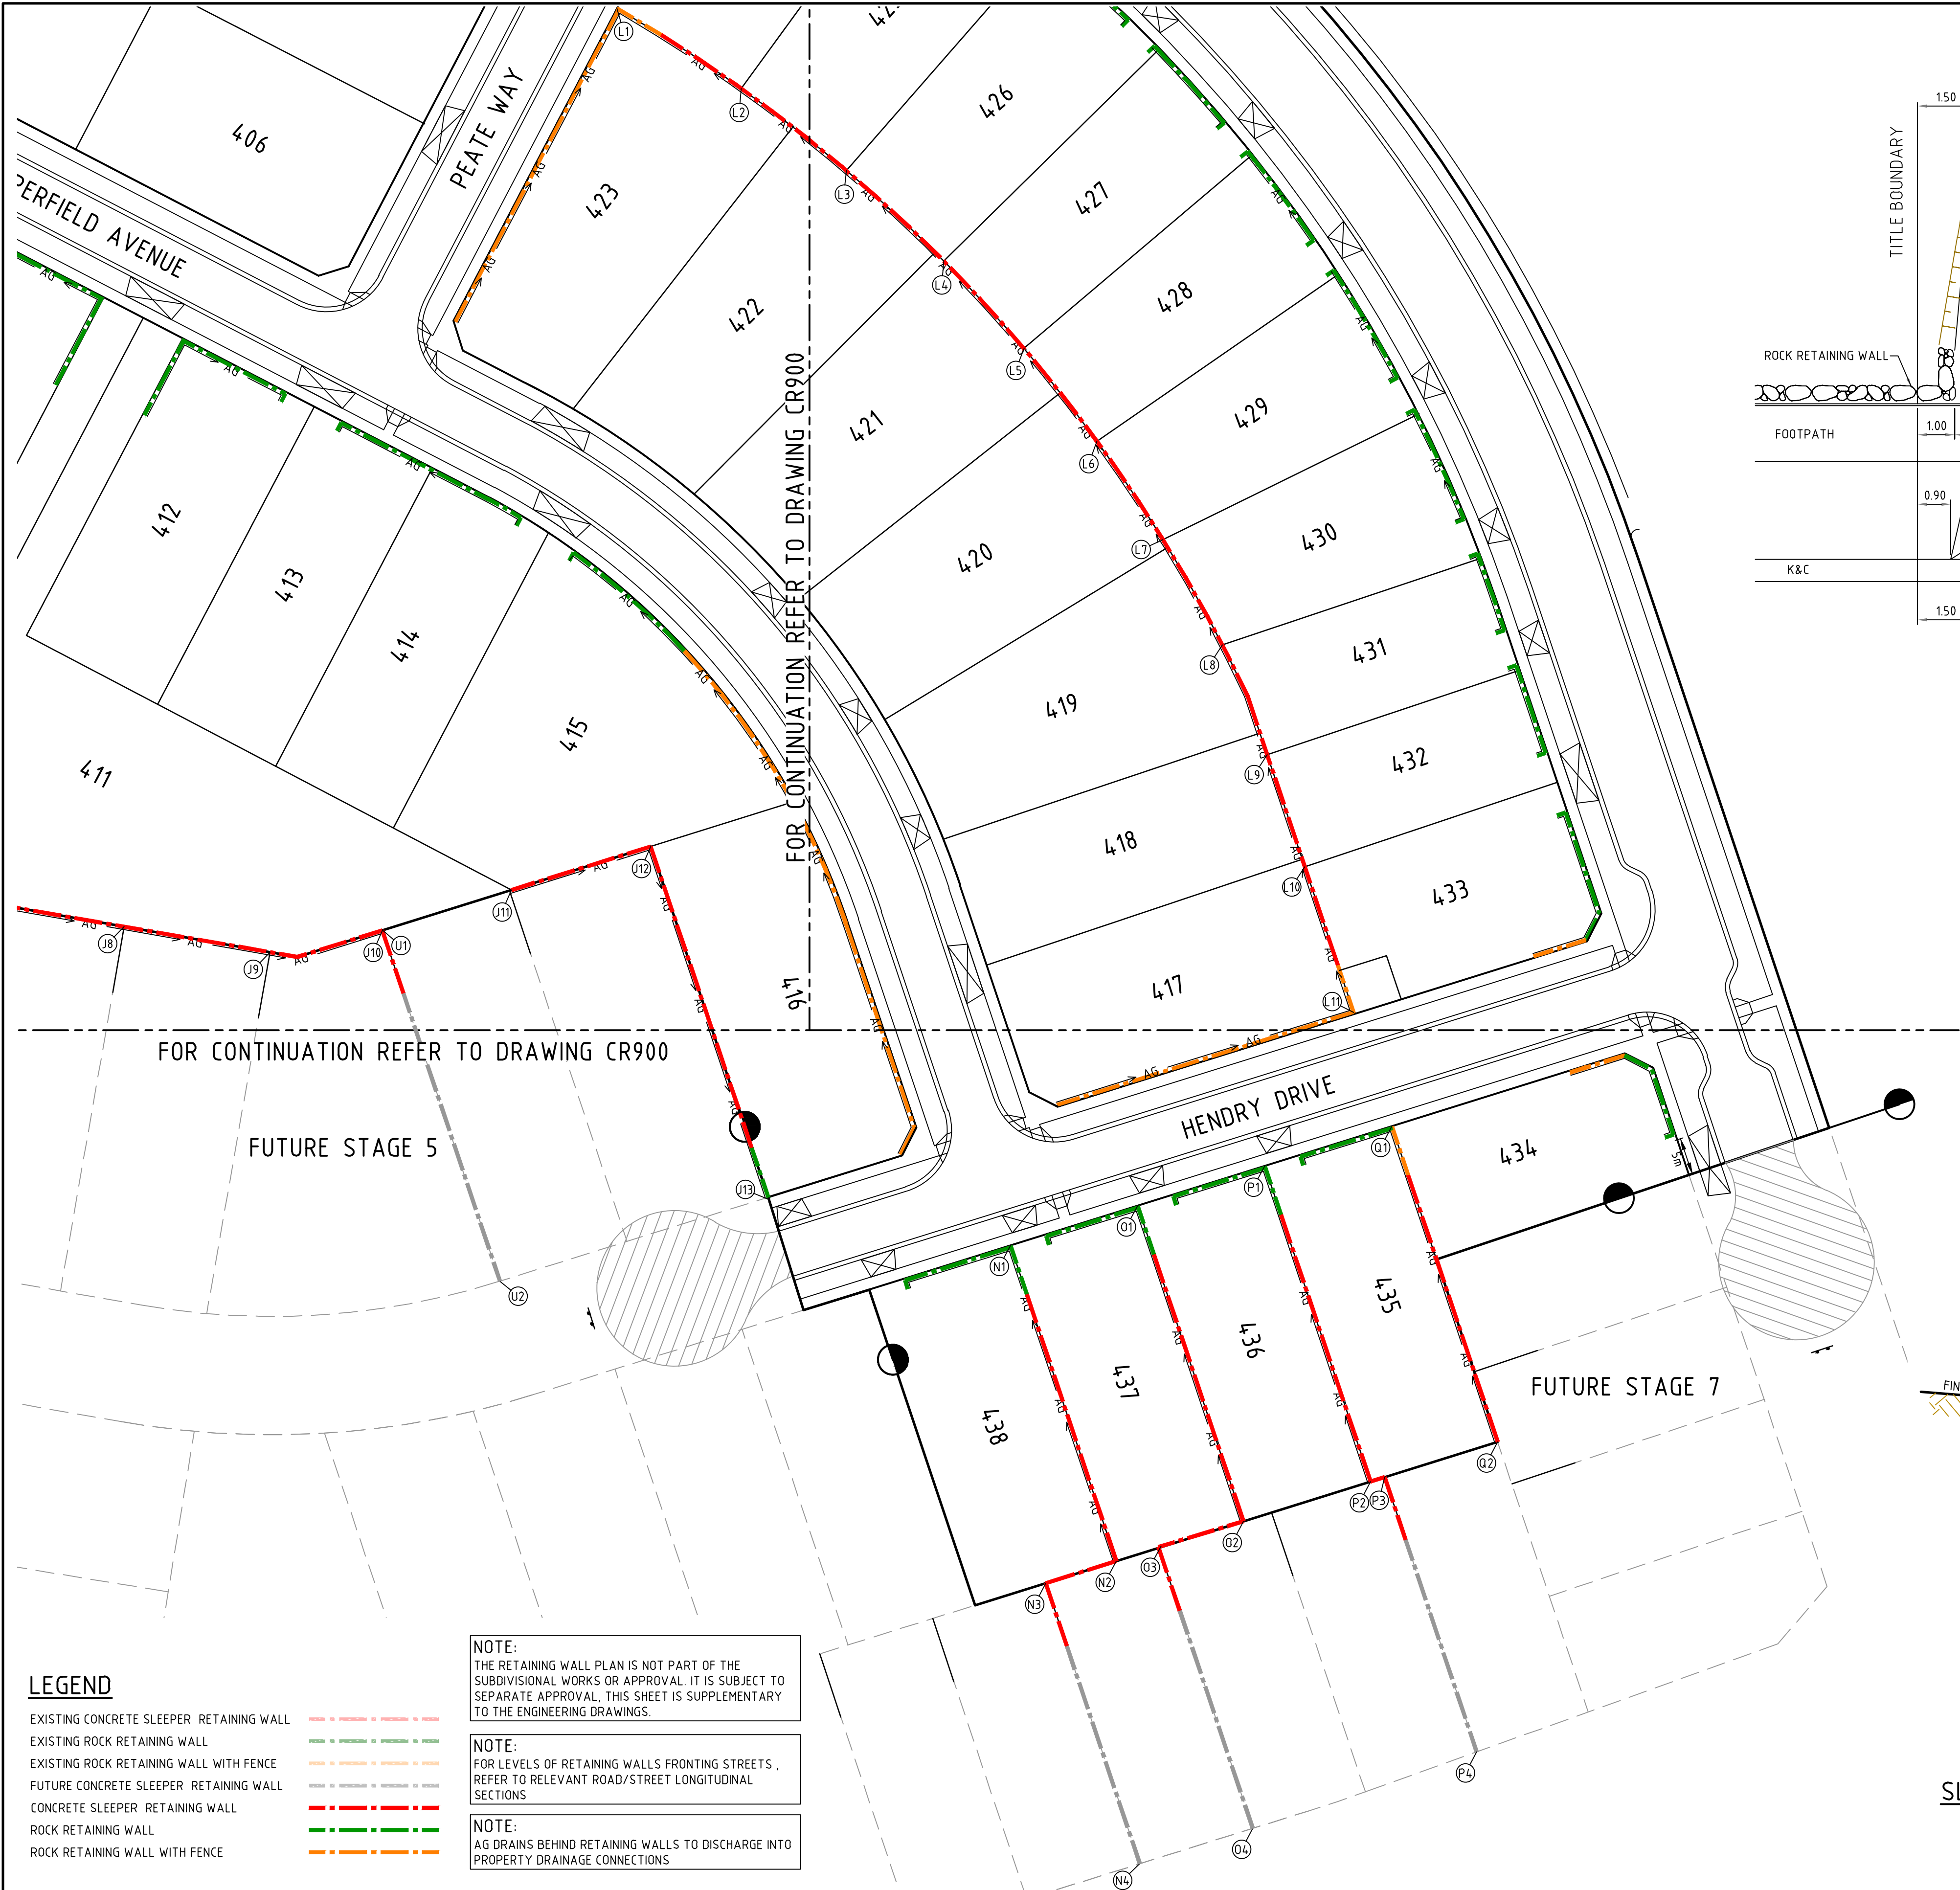 PEATE WAY
PERFIELD AVENUE
HENDRY DRIVE
406
411
412
413
414
415
416
417
418
419
420
421
422
423
426
427
428
429
430
431
432
433
434
435
436
437
438
L1
L2
L3
L4
L5
L6
L7
L8
L9
L10
L11
J8
J9
J10
U1
J11
J12
J13
U2
N1
N2
N3
N4
O1
O2
O3
O4
P1
P2
P3
P4
Q1
Q2
AG
5m
FOR CONTINUATION REFER TO DRAWING CR900
FOR CONTINUATION REFER TO DRAWING CR900
FUTURE STAGE 5
FUTURE STAGE 7
1.50
TITLE BOUNDARY
ROCK RETAINING WALL
1.00
FOOTPATH
0.90
K&C
1.50
FIN
SL
LEGEND
EXISTING CONCRETE SLEEPER RETAINING WALL
EXISTING ROCK RETAINING WALL
EXISTING ROCK RETAINING WALL WITH FENCE
FUTURE CONCRETE SLEEPER RETAINING WALL
CONCRETE SLEEPER RETAINING WALL
ROCK RETAINING WALL
ROCK RETAINING WALL WITH FENCE
NOTE:
THE RETAINING WALL PLAN IS NOT PART OF THE
SUBDIVISIONAL WORKS OR APPROVAL. IT IS SUBJECT TO
SEPARATE APPROVAL, THIS SHEET IS SUPPLEMENTARY
TO THE ENGINEERING DRAWINGS.
NOTE:
FOR LEVELS OF RETAINING WALLS FRONTING STREETS ,
REFER TO RELEVANT ROAD/STREET LONGITUDINAL
SECTIONS
NOTE:
AG DRAINS BEHIND RETAINING WALLS TO DISCHARGE INTO
PROPERTY DRAINAGE CONNECTIONS